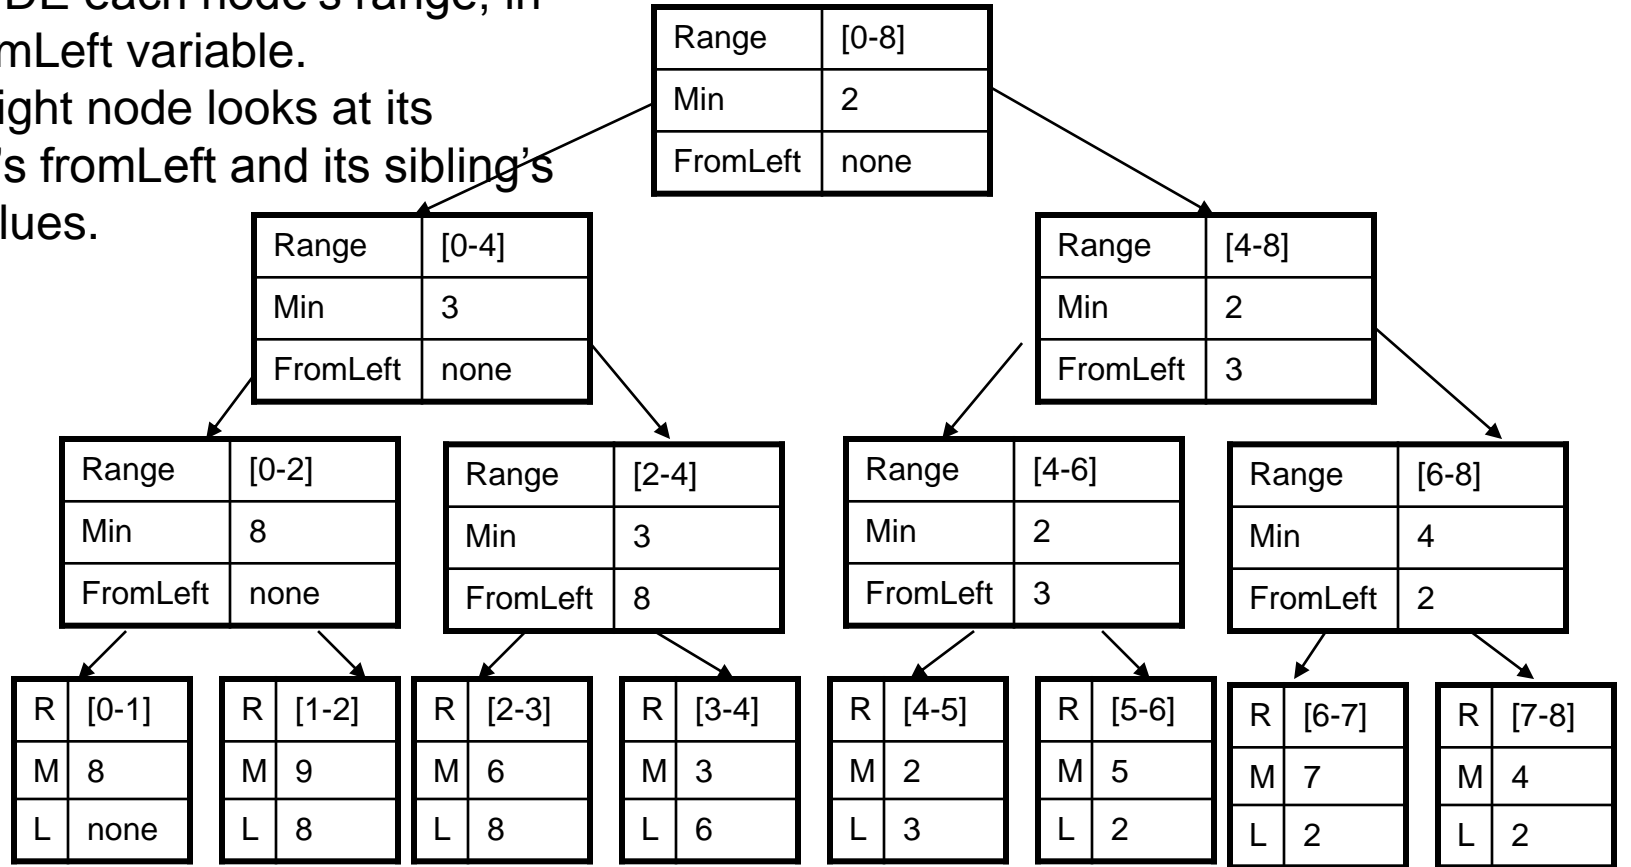 DE each node's range, in
mLeft variable.
ight node looks at its
's fromLeft and its sibling's
lues.
Range [0-8]
Min 2
FromLeft none
Range [0-4]
Min 3
FromLeft none
Range [4-8]
Min 2
FromLeft 3
Range [0-2]
Min 8
FromLeft none
Range [2-4]
Min 3
FromLeft 8
Range [4-6]
Min 2
FromLeft 3
Range [6-8]
Min 4
FromLeft 2
R [0-1]
M 8
L none
R [1-2]
M 9
L 8
R [2-3]
M 6
L 8
R [3-4]
M 3
L 6
R [4-5]
M 2
L 3
R [5-6]
M 5
L 2
R [6-7]
M 7
L 2
R [7-8]
M 4
L 2